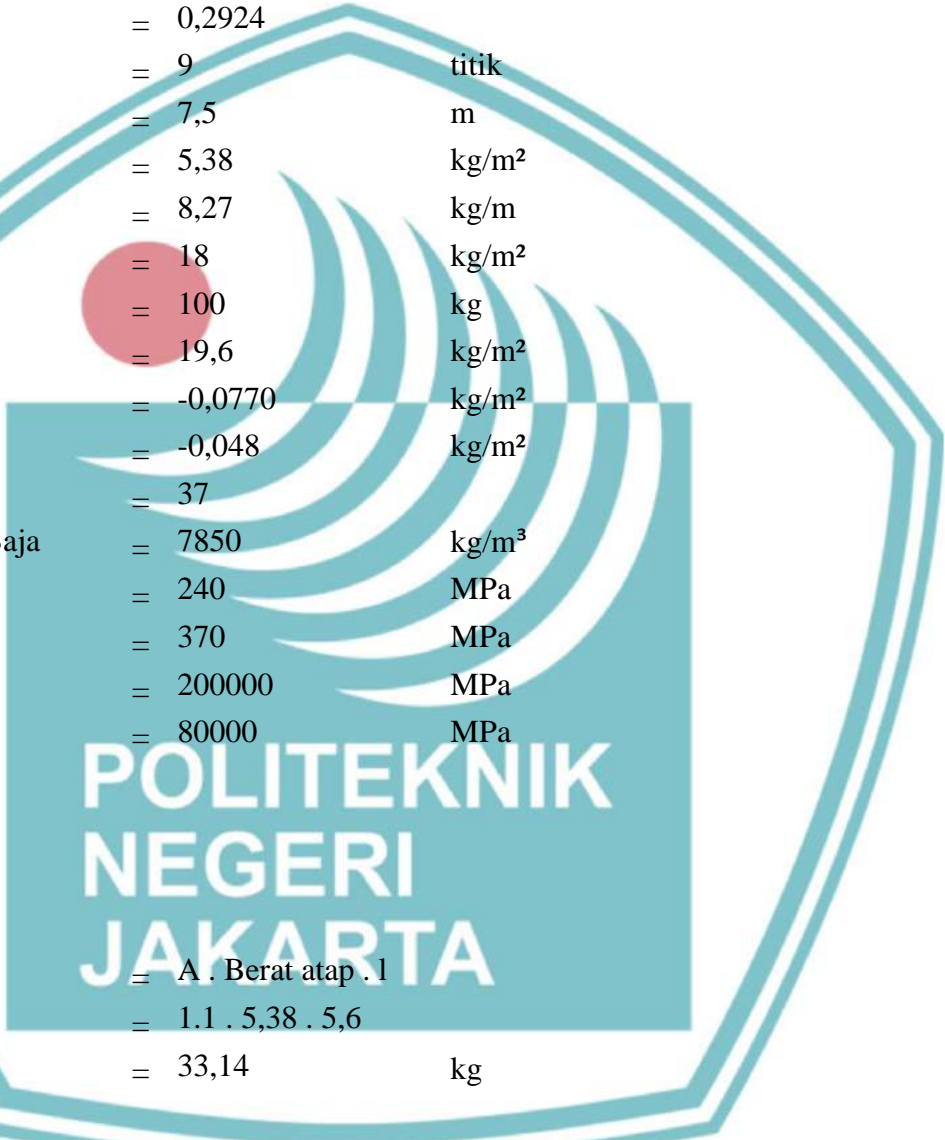 = 0,2924
= 9 titik
= 7,5 m
= 5,38 kg/m²
= 8,27 kg/m
= 18 kg/m²
= 100 kg
= 19,6 kg/m²
= -0,0770 kg/m²
= -0,048 kg/m²
= 37
aja = 7850 kg/m³
= 240 MPa
= 370 MPa
= 200000 MPa
= 80000 MPa
POLITEKNIK
NEGERI
JAKARTA
= A . Berat atap . l
= 1.1 . 5,38 . 5,6
= 33,14 kg